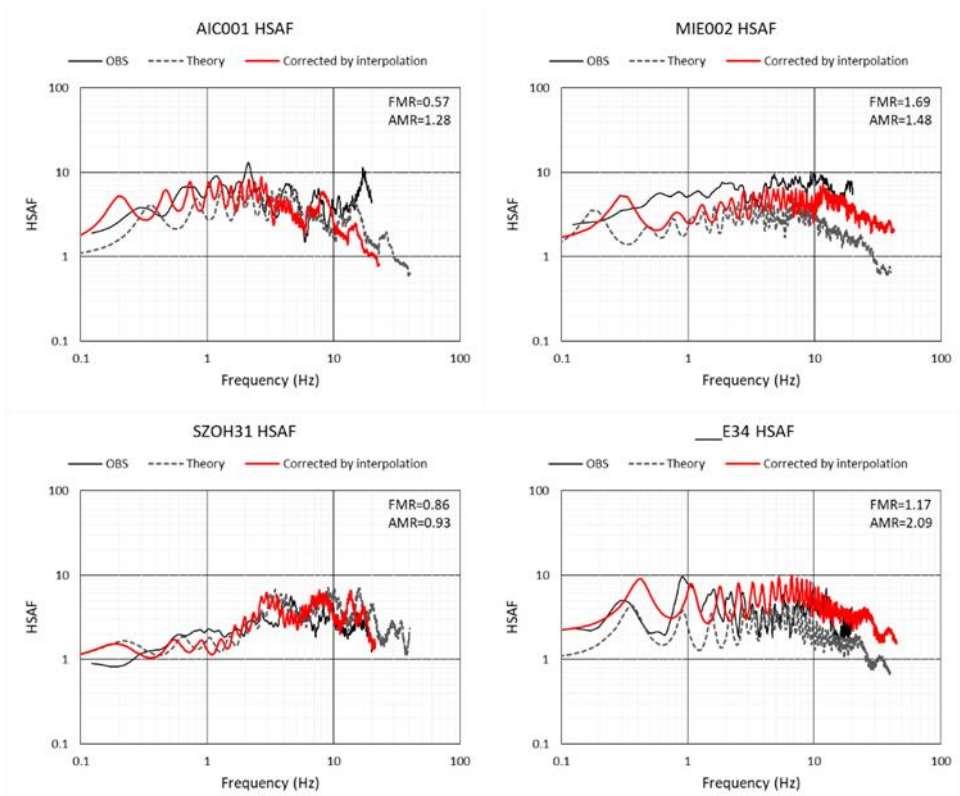 AIC001 HSAF
OBS Theory Corrected by interpolation
100
FMR=0.57
AMR=1.28
10
HSAF
1
0.1
0.1 1 10 100
Frequency (Hz)
MIE002 HSAF
OBS Theory Corrected by interpolation
100
FMR=1.69
AMR=1.48
10
HSAF
1
0.1
0.1 1 10 100
Frequency (Hz)
SZOH31 HSAF
OBS Theory Corrected by interpolation
100
FMR=0.86
AMR=0.93
10
HSAF
1
0.1
0.1 1 10 100
Frequency (Hz)
___E34 HSAF
OBS Theory Corrected by interpolation
100
FMR=1.17
AMR=2.09
10
HSAF
1
0.1
0.1 1 10 100
Frequency (Hz)